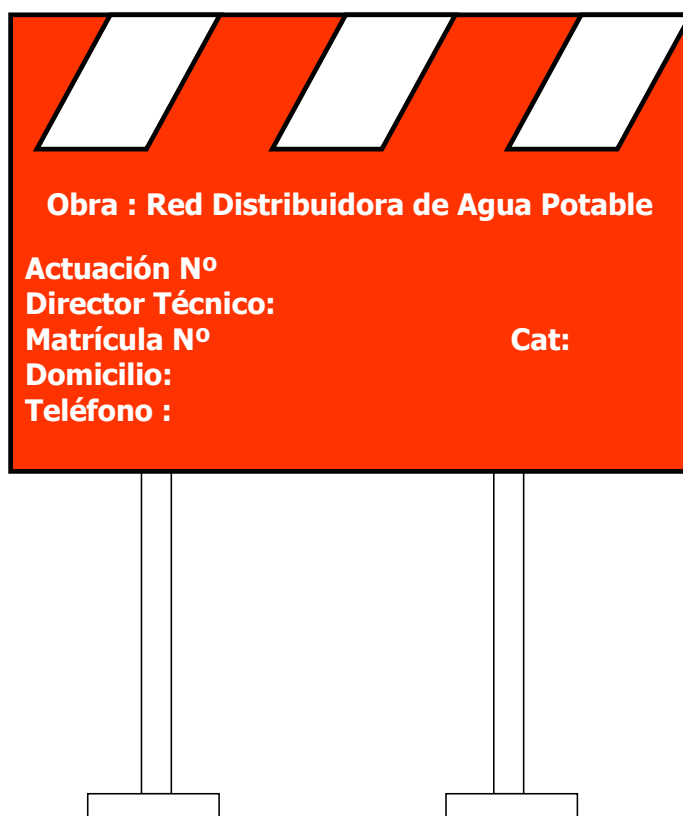 Obra : Red Distribuidora de Agua Potable
Actuación Nº
Director Técnico:
Matrícula Nº Cat:
Domicilio:
Teléfono :